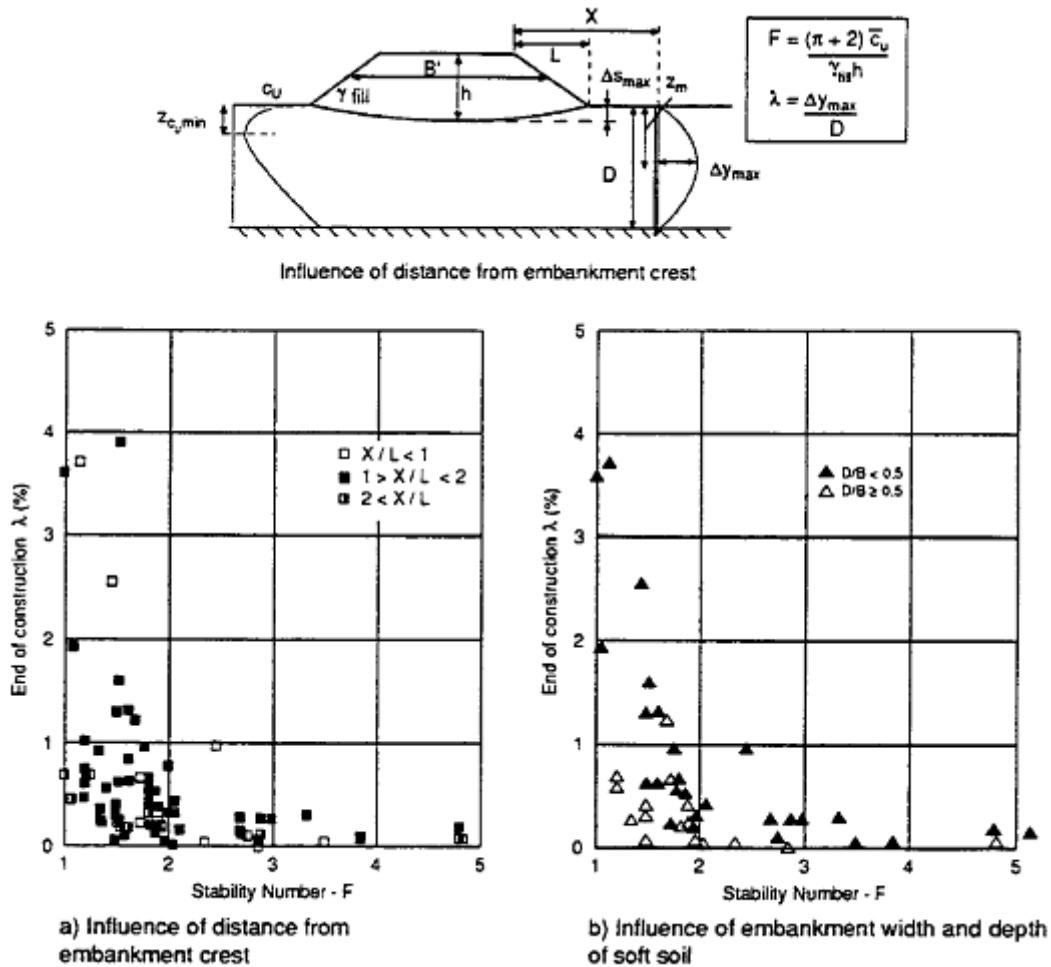 X
L
B'
h
γ fill
c_U
z_{c_u min}
Δs_max
z_m
D
Δy_max
F = (π + 2) c̅_u / γ_fill h
λ = Δy_max / D
Influence of distance from embankment crest
5
4
3
2
1
0
End of construction λ (%)
X / L < 1
1 > X / L < 2
2 < X / L
1 2 3 4 5
Stability Number - F
a) Influence of distance from
embankment crest
5
4
3
2
1
0
End of construction λ (%)
D/B < 0.5
D/B ≥ 0.5
1 2 3 4 5
Stability Number - F
b) Influence of embankment width and depth
of soft soil